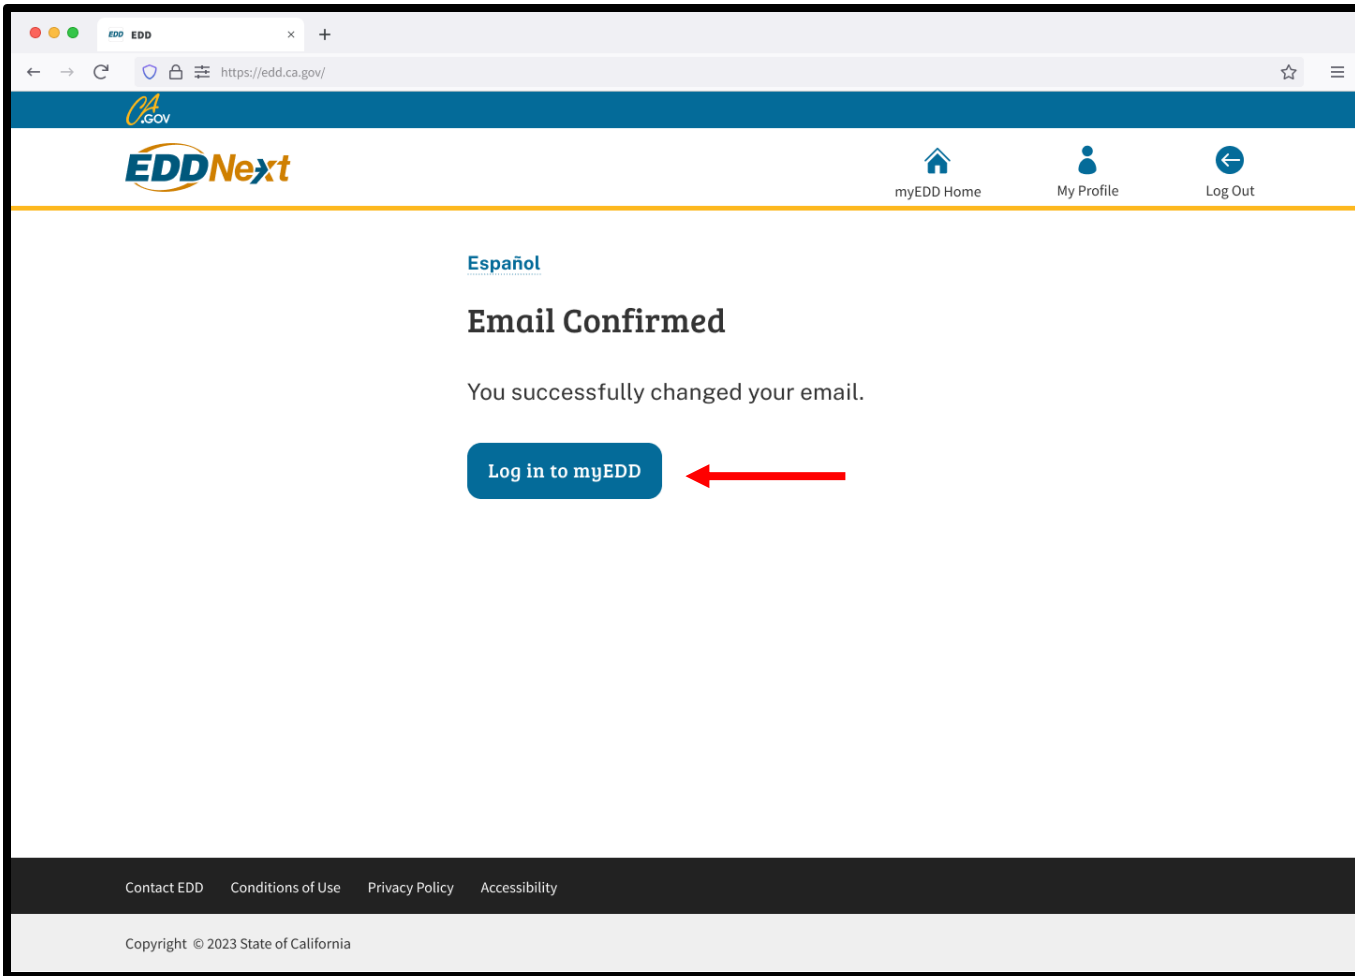 EDD EDD
https://edd.ca.gov/
CA.GOV
EDDNext
myEDD Home My Profile Log Out
Español
Email Confirmed
You successfully changed your email.
Log in to myEDD
Contact EDD Conditions of Use Privacy Policy Accessibility
Copyright © 2023 State of California